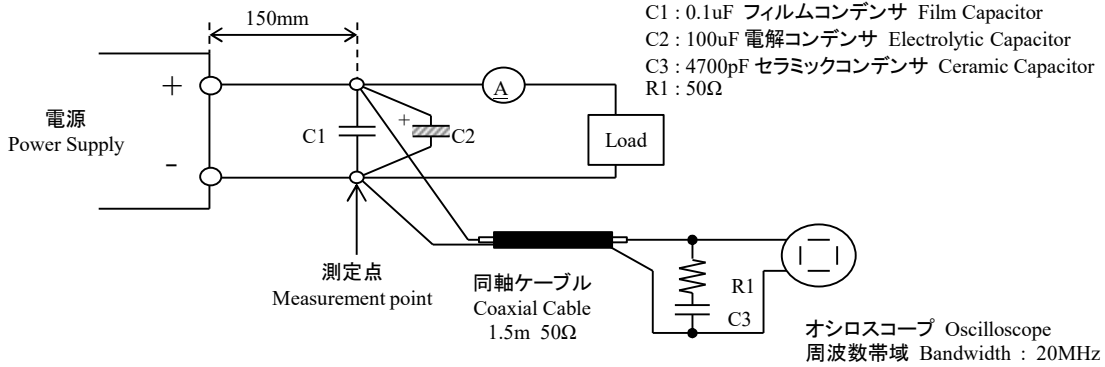 150mm
C1 : 0.1uF フィルムコンデンサ Film Capacitor
C2 : 100uF 電解コンデンサ Electrolytic Capacitor
C3 : 4700pF セラミックコンデンサ Ceramic Capacitor
R1 : 50Ω
+
電源
Power Supply
-
C1
+
C2
A
Load
測定点
Measurement point
同軸ケーブル
Coaxial Cable
1.5m 50Ω
R1
C3
オシロスコープ Oscilloscope
周波数帯域 Bandwidth : 20MHz